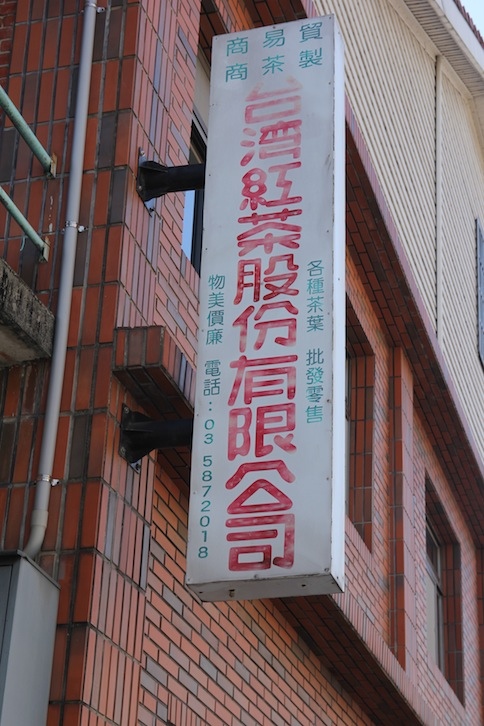 貿易商
製茶商
台灣紅茶股份有限公司
各種茶葉 批發零售
物美價廉 電話：03 5872018